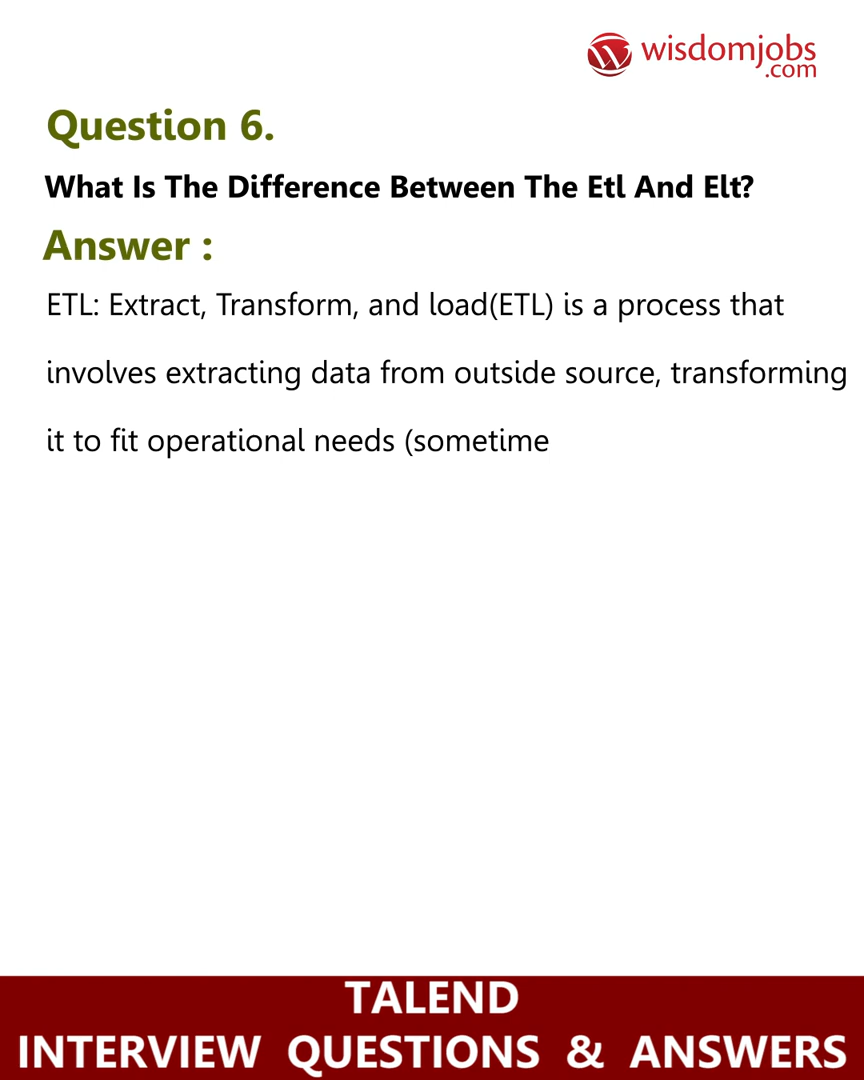 wisdomjobs
.com
Question 6.
What Is The Difference Between The Etl And Elt?
Answer :
ETL: Extract, Transform, and load(ETL) is a process that
involves extracting data from outside source, transforming
it to fit operational needs (sometime
TALEND
INTERVIEW QUESTIONS & ANSWERS